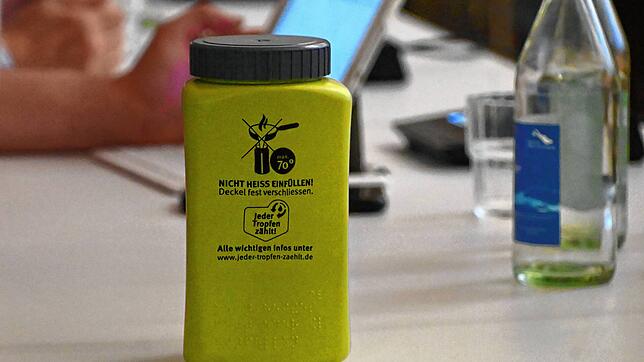 max.
70°
NICHT HEISS EINFÜLLEN!
Deckel fest verschliessen.
Jeder
Tropfen
zählt!
Alle wichtigen Infos unter
www.jeder-tropfen-zaehlt.de